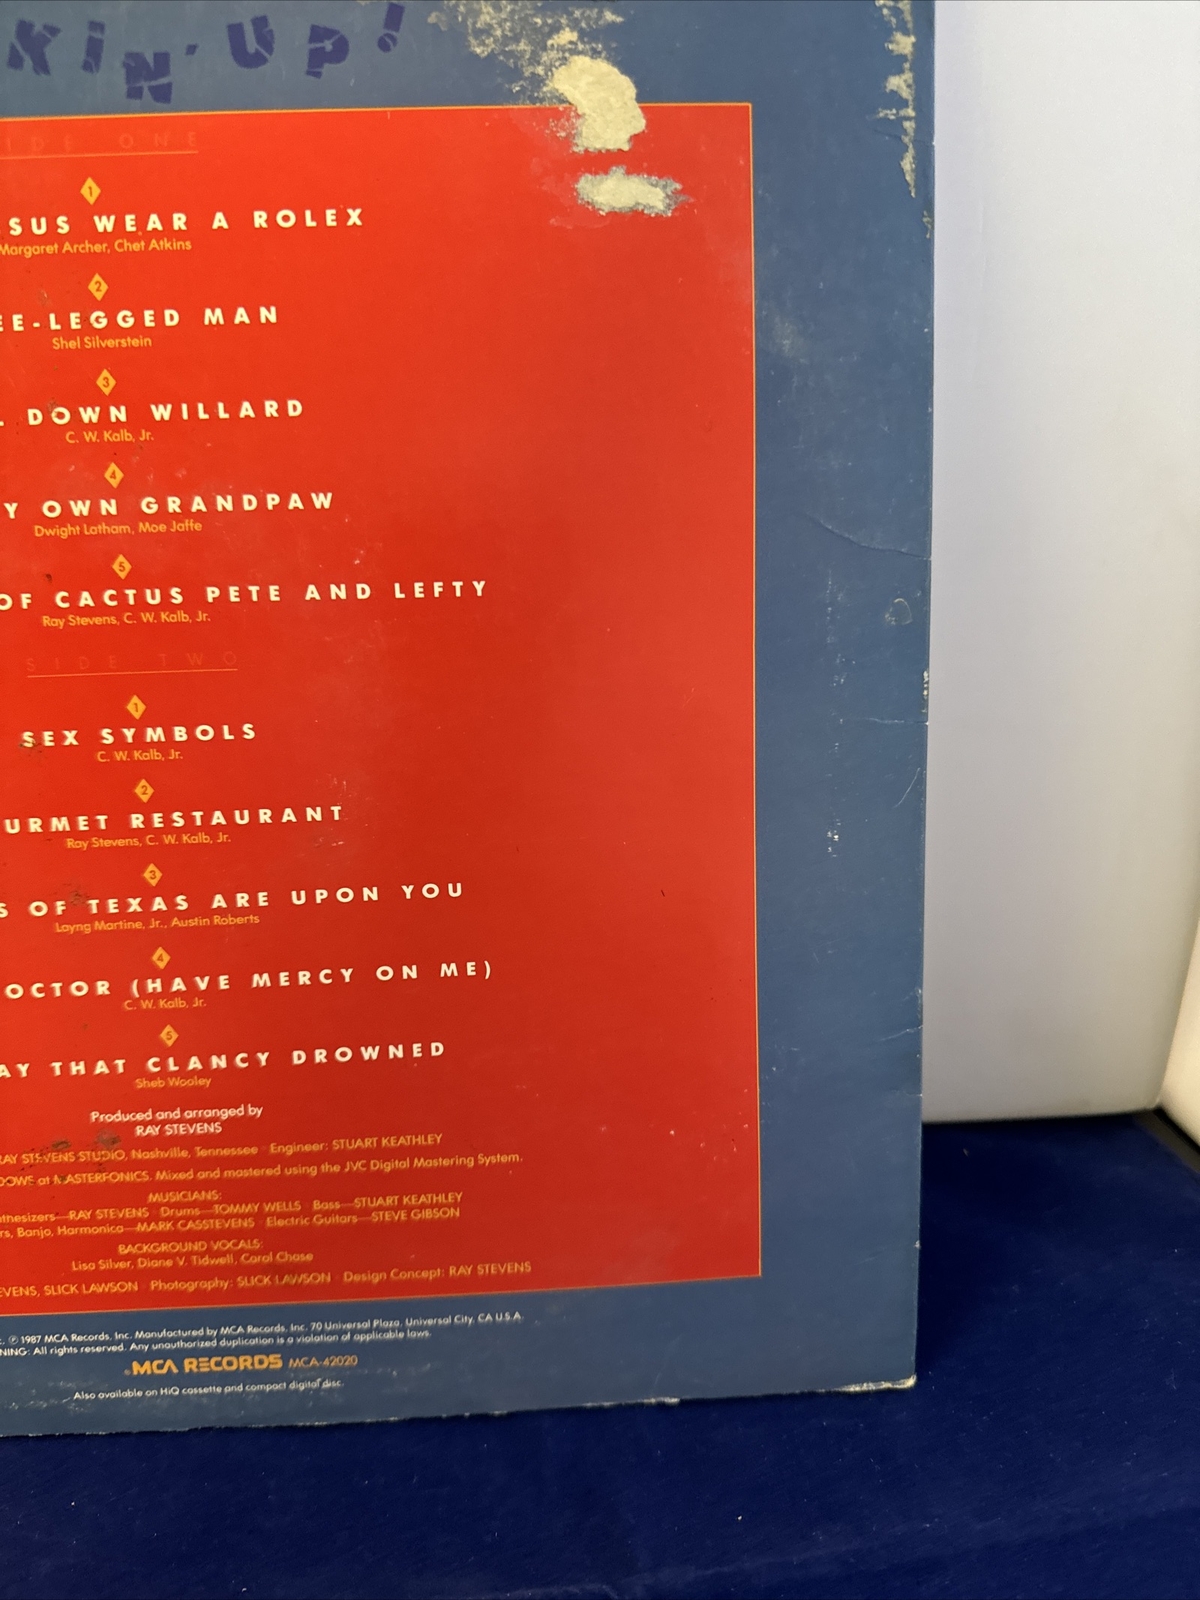 KIN' UP!
IDE ONE
1
SUS WEAR A ROLEX
Margaret Archer, Chet Atkins
2
EE-LEGGED MAN
Shel Silverstein
3
DOWN WILLARD
C. W. Kalb, Jr.
4
Y OWN GRANDPAW
Dwight Latham, Moe Jaffe
5
OF CACTUS PETE AND LEFTY
Ray Stevens, C. W. Kalb, Jr.
SIDE TWO
1
SEX SYMBOLS
C. W. Kalb, Jr.
2
URMET RESTAURANT
Ray Stevens, C. W. Kalb, Jr.
3
S OF TEXAS ARE UPON YOU
Layng Martine, Jr., Austin Roberts
4
OCTOR (HAVE MERCY ON ME)
C. W. Kalb, Jr.
5
AY THAT CLANCY DROWNED
Sheb Wooley
Produced and arranged by
RAY STEVENS
RAY STEVENS STUDIO, Nashville, Tennessee · Engineer: STUART KEATHLEY
DOWE at MASTERFONICS. Mixed and mastered using the JVC Digital Mastering System.
MUSICIANS:
nthesizers—RAY STEVENS · Drums—TOMMY WELLS · Bass—STUART KEATHLEY
rs, Banjo, Harmonica—MARK CASSTEVENS · Electric Guitars—STEVE GIBSON
BACKGROUND VOCALS:
Lisa Silver, Diane V. Tidwell, Carol Chase
EVENS, SLICK LAWSON · Photography: SLICK LAWSON · Design Concept: RAY STEVENS
c. ℗ 1987 MCA Records, Inc. Manufactured by MCA Records, Inc. 70 Universal Plaza, Universal City, CA U.S.A.
NING: All rights reserved. Any unauthorized duplication is a violation of applicable laws.
MCA RECORDS MCA-42020
Also available on HiQ cassette and compact digital disc.